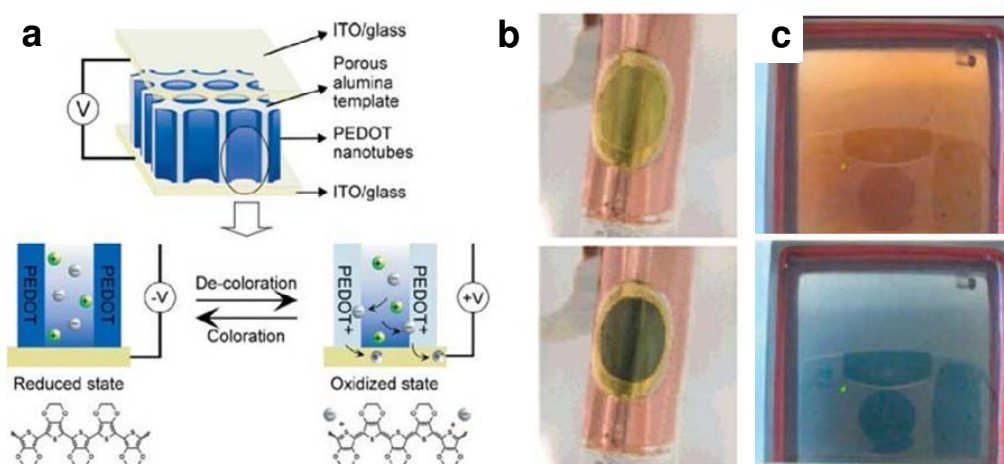 a
ITO/glass
Porous
alumina
template
PEDOT
nanotubes
ITO/glass
V
PEDOT
PEDOT
-V
De-coloration
Coloration
PEDOT+
PEDOT+
+V
Reduced state
Oxidized state
b
c